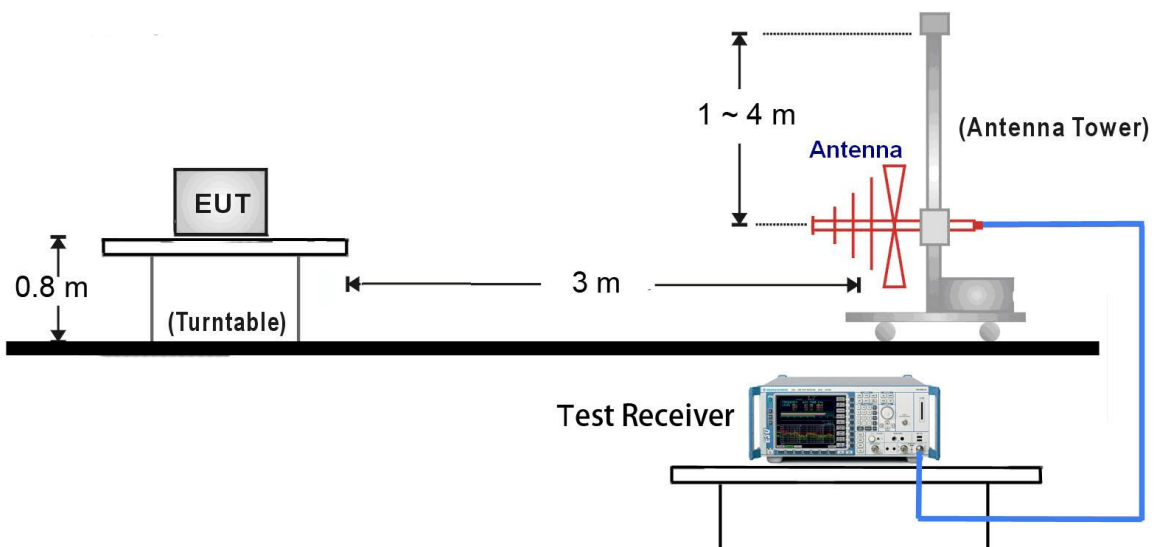 1 ~ 4 m
(Antenna Tower)
Antenna
EUT
0.8 m
3 m
(Turntable)
Test Receiver